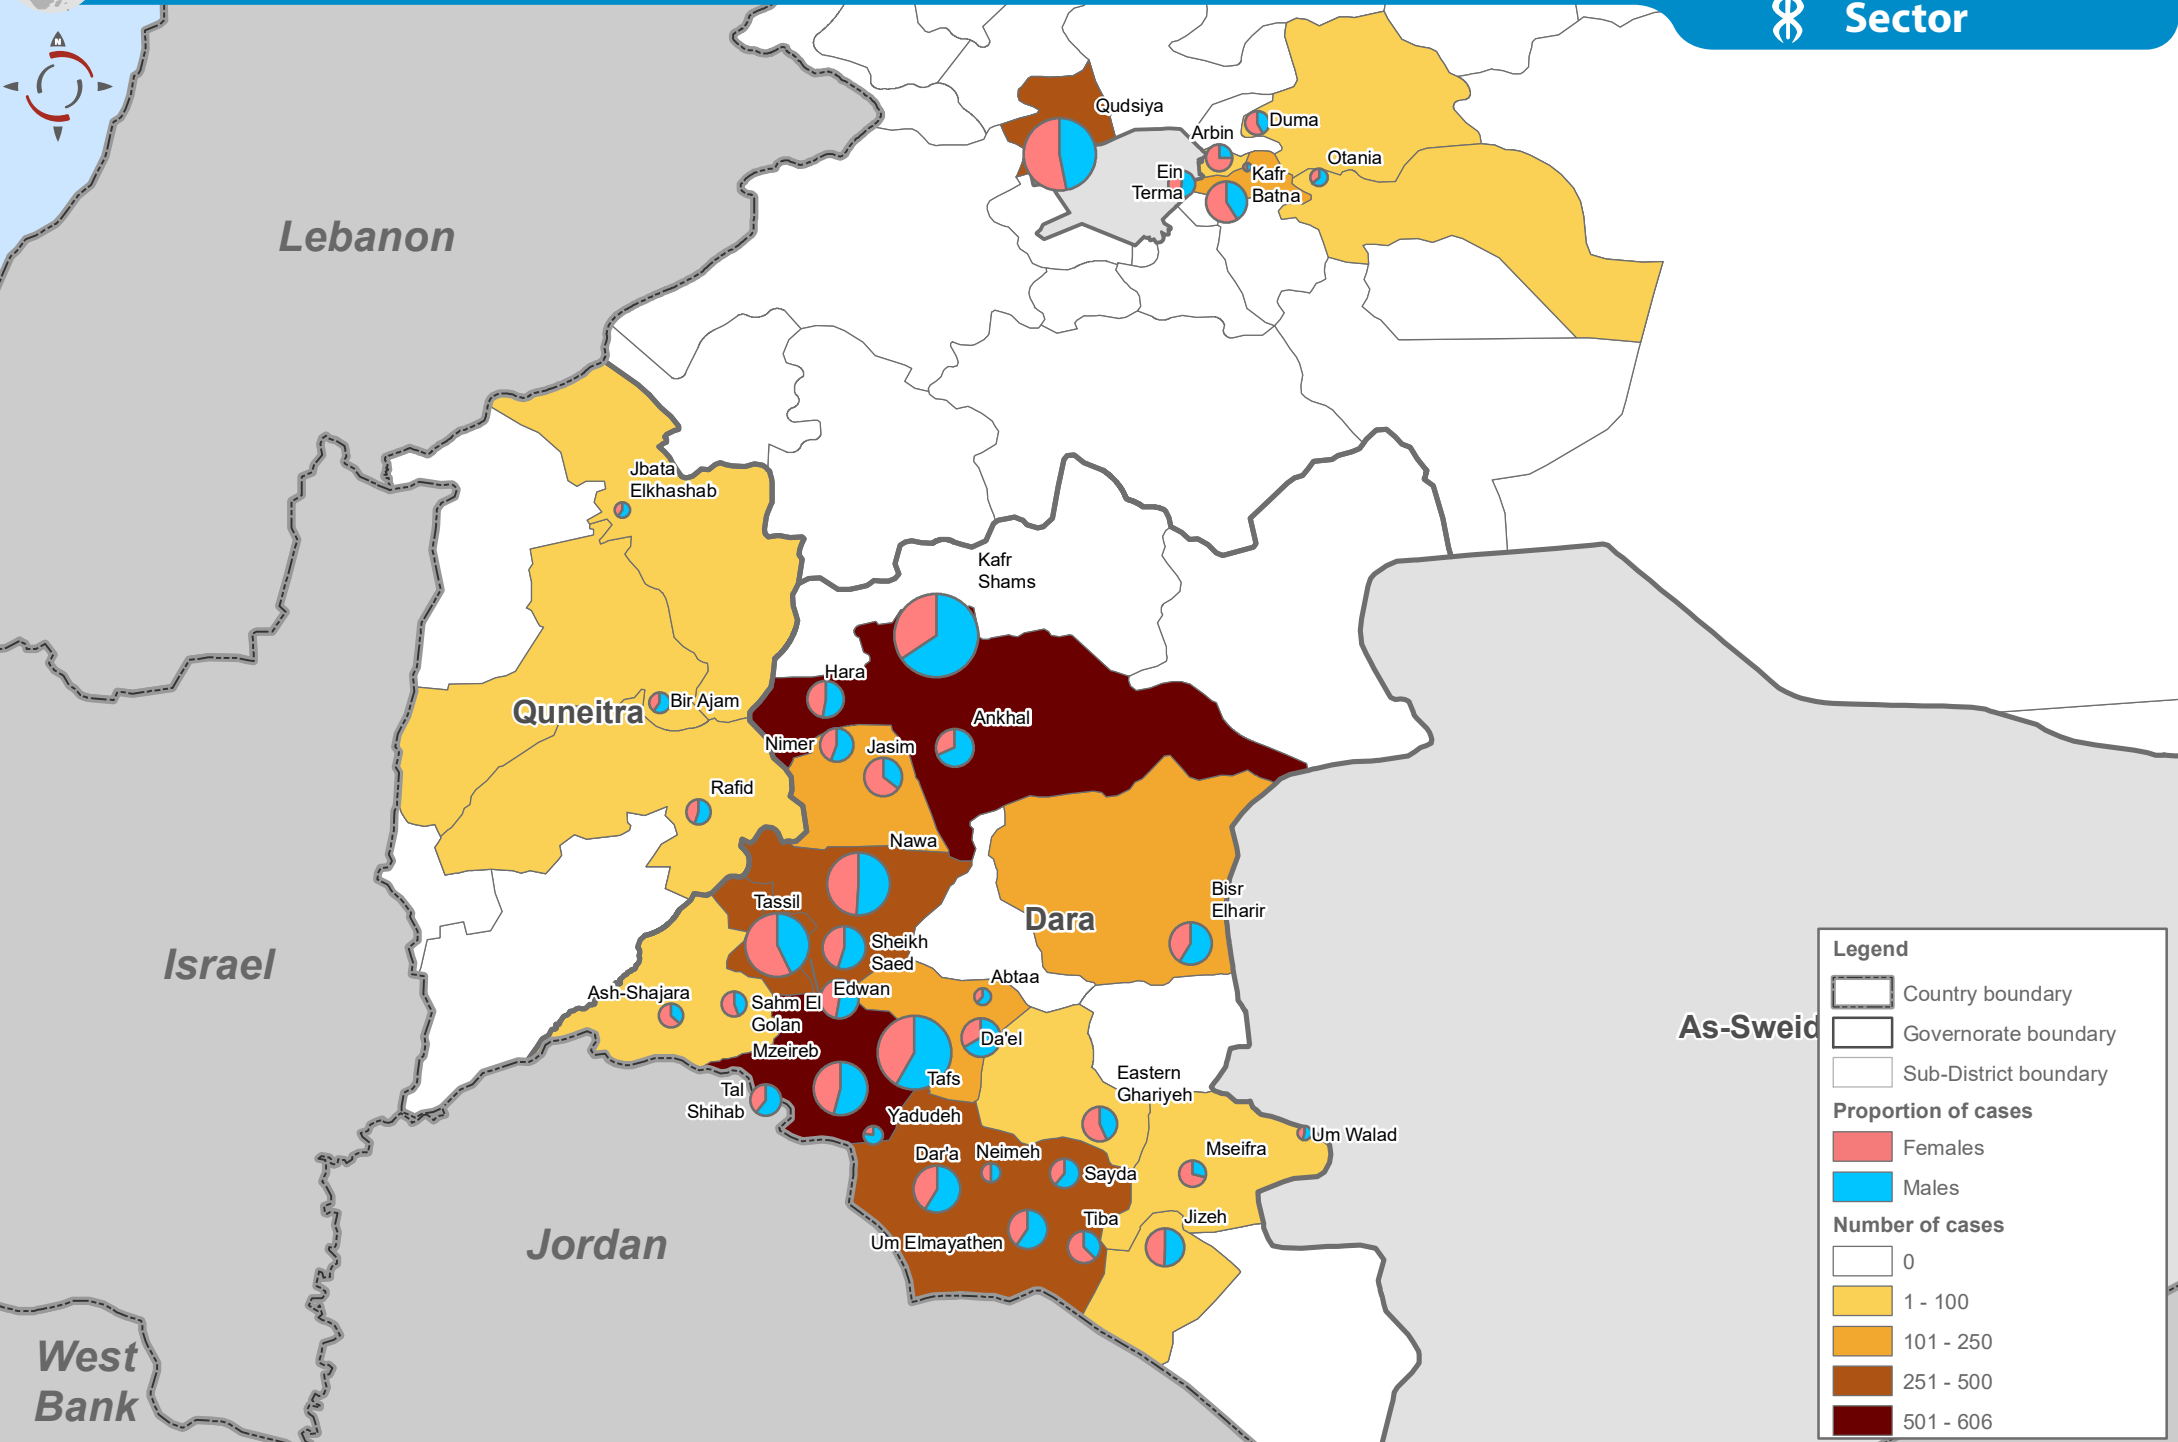 Sector
N
Qudsiya
Duma
Arbin
Otania
Ein
Terma
Kafr
Batna
Lebanon
Jbata
Elkhashab
Kafr
Shams
Hara
Quneitra
Bir Ajam
Ankhal
Nimer
Jasim
Rafid
Nawa
Tassil
Bisr
Elharir
Dara
Sheikh
Saed
Israel
Abtaa
Edwan
Ash-Shajara
Sahm El
Golan
As-Sweid
Da'el
Mzeireb
Tafs
Eastern
Ghariyeh
Tal
Shihab
Yadudeh
Um Walad
Dar'a
Neimeh
Mseifra
Sayda
Tiba
Jizeh
Um Elmayathen
Jordan
West
Bank
Legend
Country boundary
Governorate boundary
Sub-District boundary
Proportion of cases
Females
Males
Number of cases
0
1 - 100
101 - 250
251 - 500
501 - 606